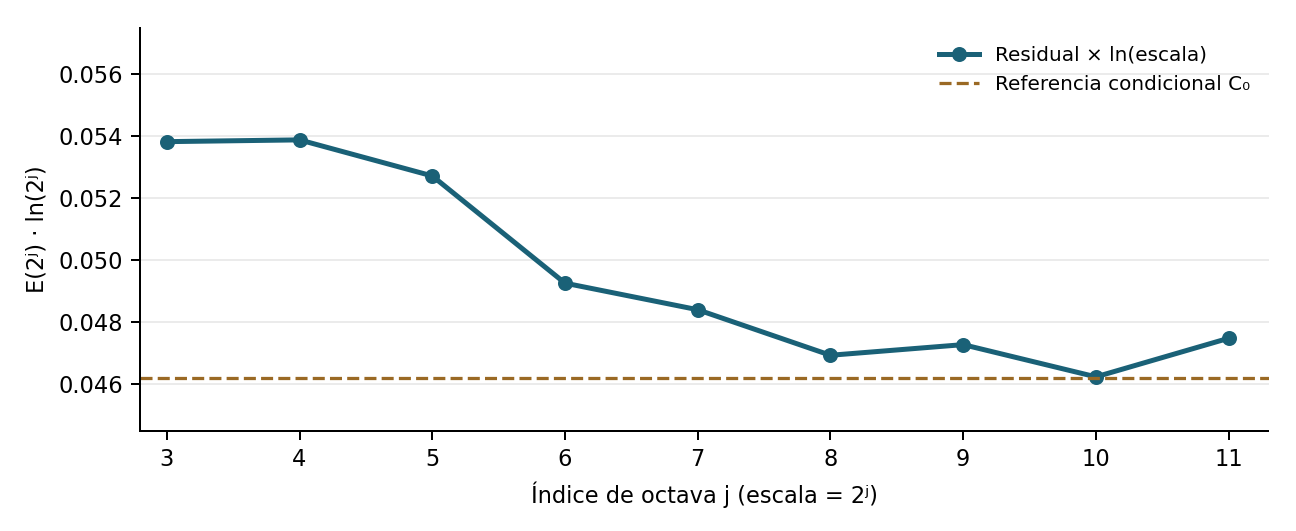 Residual × ln(escala)
Referencia condicional C₀
E(2ʲ) · ln(2ʲ)
0.056
0.054
0.052
0.050
0.048
0.046
3 4 5 6 7 8 9 10 11
Índice de octava j (escala = 2ʲ)